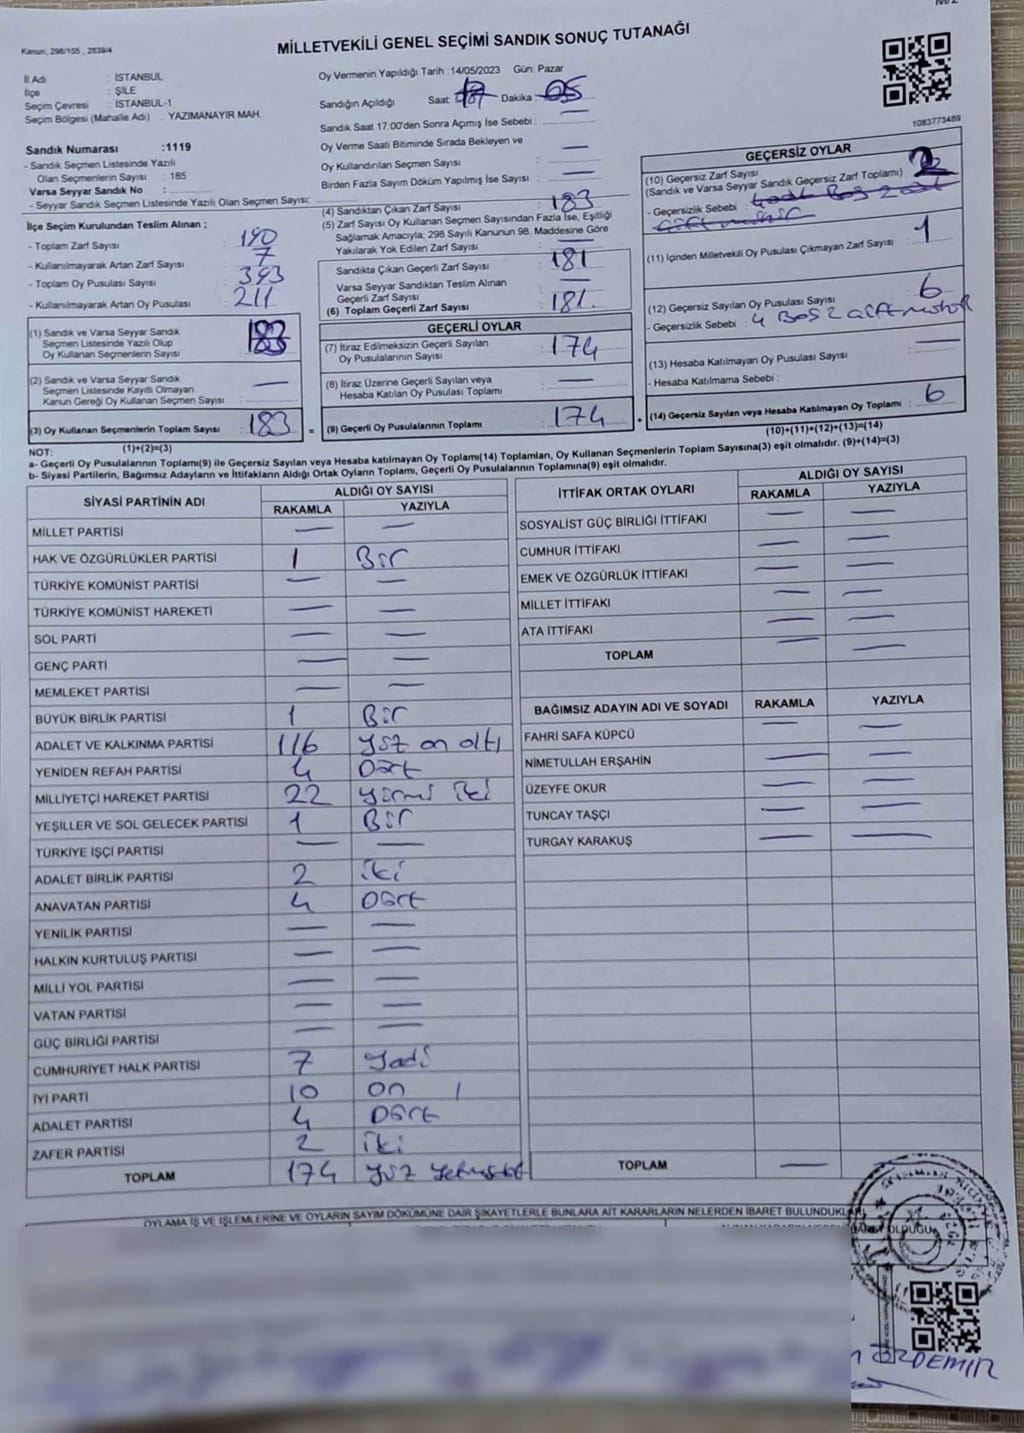 Kanun: 298/105 , 2839/4
MİLLETVEKİLİ GENEL SEÇİMİ SANDIK SONUÇ TUTANAĞI
İl Adı : İSTANBUL
İlçe : ŞİLE
Seçim Çevresi : İSTANBUL-1
Seçim Bölgesi (Mahalle Adı) : YAZIMANAYIR MAH.
Oy Vermenin Yapıldığı Tarih :14/05/2023 Gün: Pazar
Sandığın Açıldığı Saat: Dakika : 05
Sandık Saat 17:00'den Sonra Açımış İse Sebebi :
Oy Verme Saati Bitiminde Sırada Bekleyen ve
Oy Kullandırılan Seçmen Sayısı : —
Birden Fazla Sayım Döküm Yapılmış İse Sayısı : —
1083773489
Sandık Numarası :1119
- Sandık Seçmen Listesinde Yazılı
Olan Seçmenlerin Sayısı : 185
Varsa Seyyar Sandık No :
- Seyyar Sandık Seçmen Listesinde Yazılı Olan Seçmen Sayısı:
İlçe Seçim Kurulundan Teslim Alınan ;
- Toplam Zarf Sayısı : 190
- Kullanılmayarak Artan Zarf Sayısı : 7
- Toplam Oy Pusulası Sayısı : 393
- Kullanılmayarak Artan Oy Pusulası : 211
(1) Sandık ve Varsa Seyyar Sandık
Seçmen Listesinde Yazılı Olup
Oy Kullanan Seçmenlerin Sayısı : 183
(2) Sandık ve Varsa Seyyar Sandık
Seçmen Listesinde Kayıtlı Olmayan
Kanun Gereği Oy Kullanan Seçmen Sayısı : —
(3) Oy Kullanan Seçmenlerin Toplam Sayısı : 183
(1)+(2)=(3)
(4) Sandıktan Çıkan Zarf Sayısı : 183
(5) Zarf Sayısı Oy Kullanan Seçmen Sayısından Fazla İse, Eşitliği
Sağlamak Amacıyla; 298 Sayılı Kanunun 98. Maddesine Göre
Yakılarak Yok Edilen Zarf Sayısı : —
Sandıkta Çıkan Geçerli Zarf Sayısı : 181
Varsa Seyyar Sandıktan Teslim Alınan
Geçerli Zarf Sayısı : —
(6) Toplam Geçerli Zarf Sayısı : 181.
GEÇERLİ OYLAR
(7) İtiraz Edilmeksizin Geçerli Sayılan
Oy Pusulalarının Sayısı : 174
(8) İtiraz Üzerine Geçerli Sayılan veya
Hesaba Katılan Oy Pusulası Toplamı : —
= (9) Geçerli Oy Pusulalarının Toplamı : 174 +
GEÇERSİZ OYLAR
(10) Geçersiz Zarf Sayısı
(Sandık ve Varsa Seyyar Sandık Geçersiz Zarf Toplamı) : 2
- Geçersizlik Sebebi :
(11) İçinden Milletvekili Oy Pusulası Çıkmayan Zarf Sayısı : 1
(12) Geçersiz Sayılan Oy Pusulası Sayısı : 6
- Geçersizlik Sebebi : 4 BOŞ 2 çift mühür
(13) Hesaba Katılmayan Oy Pusulası Sayısı : —
- Hesaba Katılmama Sebebi :
(14) Geçersiz Sayılan veya Hesaba Katılmayan Oy Toplamı : 6
(10)+(11)+(12)+(13)=(14)
NOT:
a- Geçerli Oy Pusulalarının Toplamı(9) ile Geçersiz Sayılan veya Hesaba katılmayan Oy Toplamı(14) Toplamları, Oy Kullanan Seçmenlerin Toplam Sayısına(3) eşit olmalıdır. (9)+(14)=(3)
b- Siyasi Partilerin, Bağımsız Adayların ve İttifakların Aldığı Ortak Oyların Toplamı, Geçerli Oy Pusulalarının Toplamına(9) eşit olmalıdır.
SİYASİ PARTİNİN ADI ALDIĞI OY SAYISI
RAKAMLA YAZIYLA
MİLLET PARTİSİ — —
HAK VE ÖZGÜRLÜKLER PARTİSİ 1 Bir
TÜRKİYE KOMÜNİST PARTİSİ — —
TÜRKİYE KOMÜNİST HAREKETİ — —
SOL PARTİ — —
GENÇ PARTİ — —
MEMLEKET PARTİSİ — —
BÜYÜK BİRLİK PARTİSİ 1 Bir
ADALET VE KALKINMA PARTİSİ 116 yüz on altı
YENİDEN REFAH PARTİSİ 4 Dört
MİLLİYETÇİ HAREKET PARTİSİ 22 yirmi iki
YEŞİLLER VE SOL GELECEK PARTİSİ 1 Bir
TÜRKİYE İŞÇİ PARTİSİ — —
ADALET BİRLİK PARTİSİ 2 iki
ANAVATAN PARTİSİ 4 Dört
YENİLİK PARTİSİ — —
HALKIN KURTULUŞ PARTİSİ — —
MİLLİ YOL PARTİSİ — —
VATAN PARTİSİ — —
GÜÇ BİRLİĞİ PARTİSİ — —
CUMHURİYET HALK PARTİSİ 7 Yedi
İYİ PARTİ 10 on
ADALET PARTİSİ 4 Dört
ZAFER PARTİSİ 2 iki
TOPLAM 174 yüz yetmişdört
İTTİFAK ORTAK OYLARI ALDIĞI OY SAYISI
RAKAMLA YAZIYLA
SOSYALİST GÜÇ BİRLİĞİ İTTİFAKI — —
CUMHUR İTTİFAKI — —
EMEK VE ÖZGÜRLÜK İTTİFAKI — —
MİLLET İTTİFAKI — —
ATA İTTİFAKI — —
TOPLAM — —
BAĞIMSIZ ADAYIN ADI VE SOYADI RAKAMLA YAZIYLA
FAHRİ SAFA KÜPCÜ — —
NİMETULLAH ERŞAHİN — —
ÜZEYFE OKUR — —
TUNCAY TAŞÇI — —
TURGAY KARAKUŞ — —
TOPLAM —
OYLAMA İŞ VE İŞLEMLERİNE VE OYLARIN SAYIM DÖKÜMÜNE DAİR ŞİKAYETLERLE BUNLARA AİT KARARLARIN NELERDEN İBARET BULUNDUKLARI
OLDUĞU
ERDEMİR